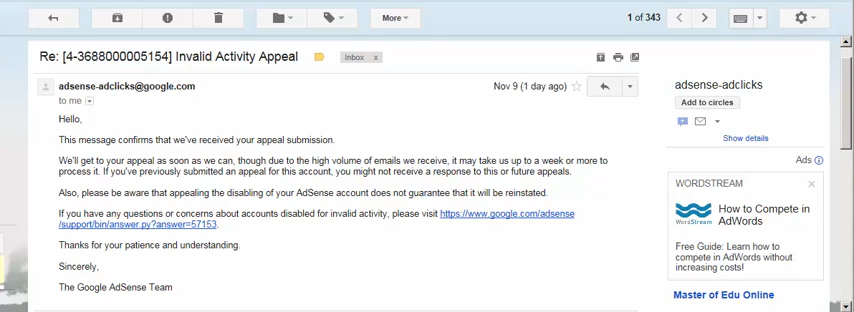 More
1 of 343
Re: [4-3688000005154] Invalid Activity Appeal
Inbox x
adsense-adclicks@google.com
Nov 9 (1 day ago)
to me
Hello,
This message confirms that we've received your appeal submission.
We'll get to your appeal as soon as we can, though due to the high volume of emails we receive, it may take us up to a week or more to
process it. If you've previously submitted an appeal for this account, you might not receive a response to this or future appeals.
Also, please be aware that appealing the disabling of your AdSense account does not guarantee that it will be reinstated.
If you have any questions or concerns about accounts disabled for invalid activity, please visit https://www.google.com/adsense
/support/bin/answer.py?answer=57153.
Thanks for your patience and understanding.
Sincerely,
The Google AdSense Team
adsense-adclicks
Add to circles
Show details
Ads
WORDSTREAM
WordStream
How to Compete in
AdWords
Free Guide: Learn how to
compete in AdWords without
increasing costs!
Master of Edu Online